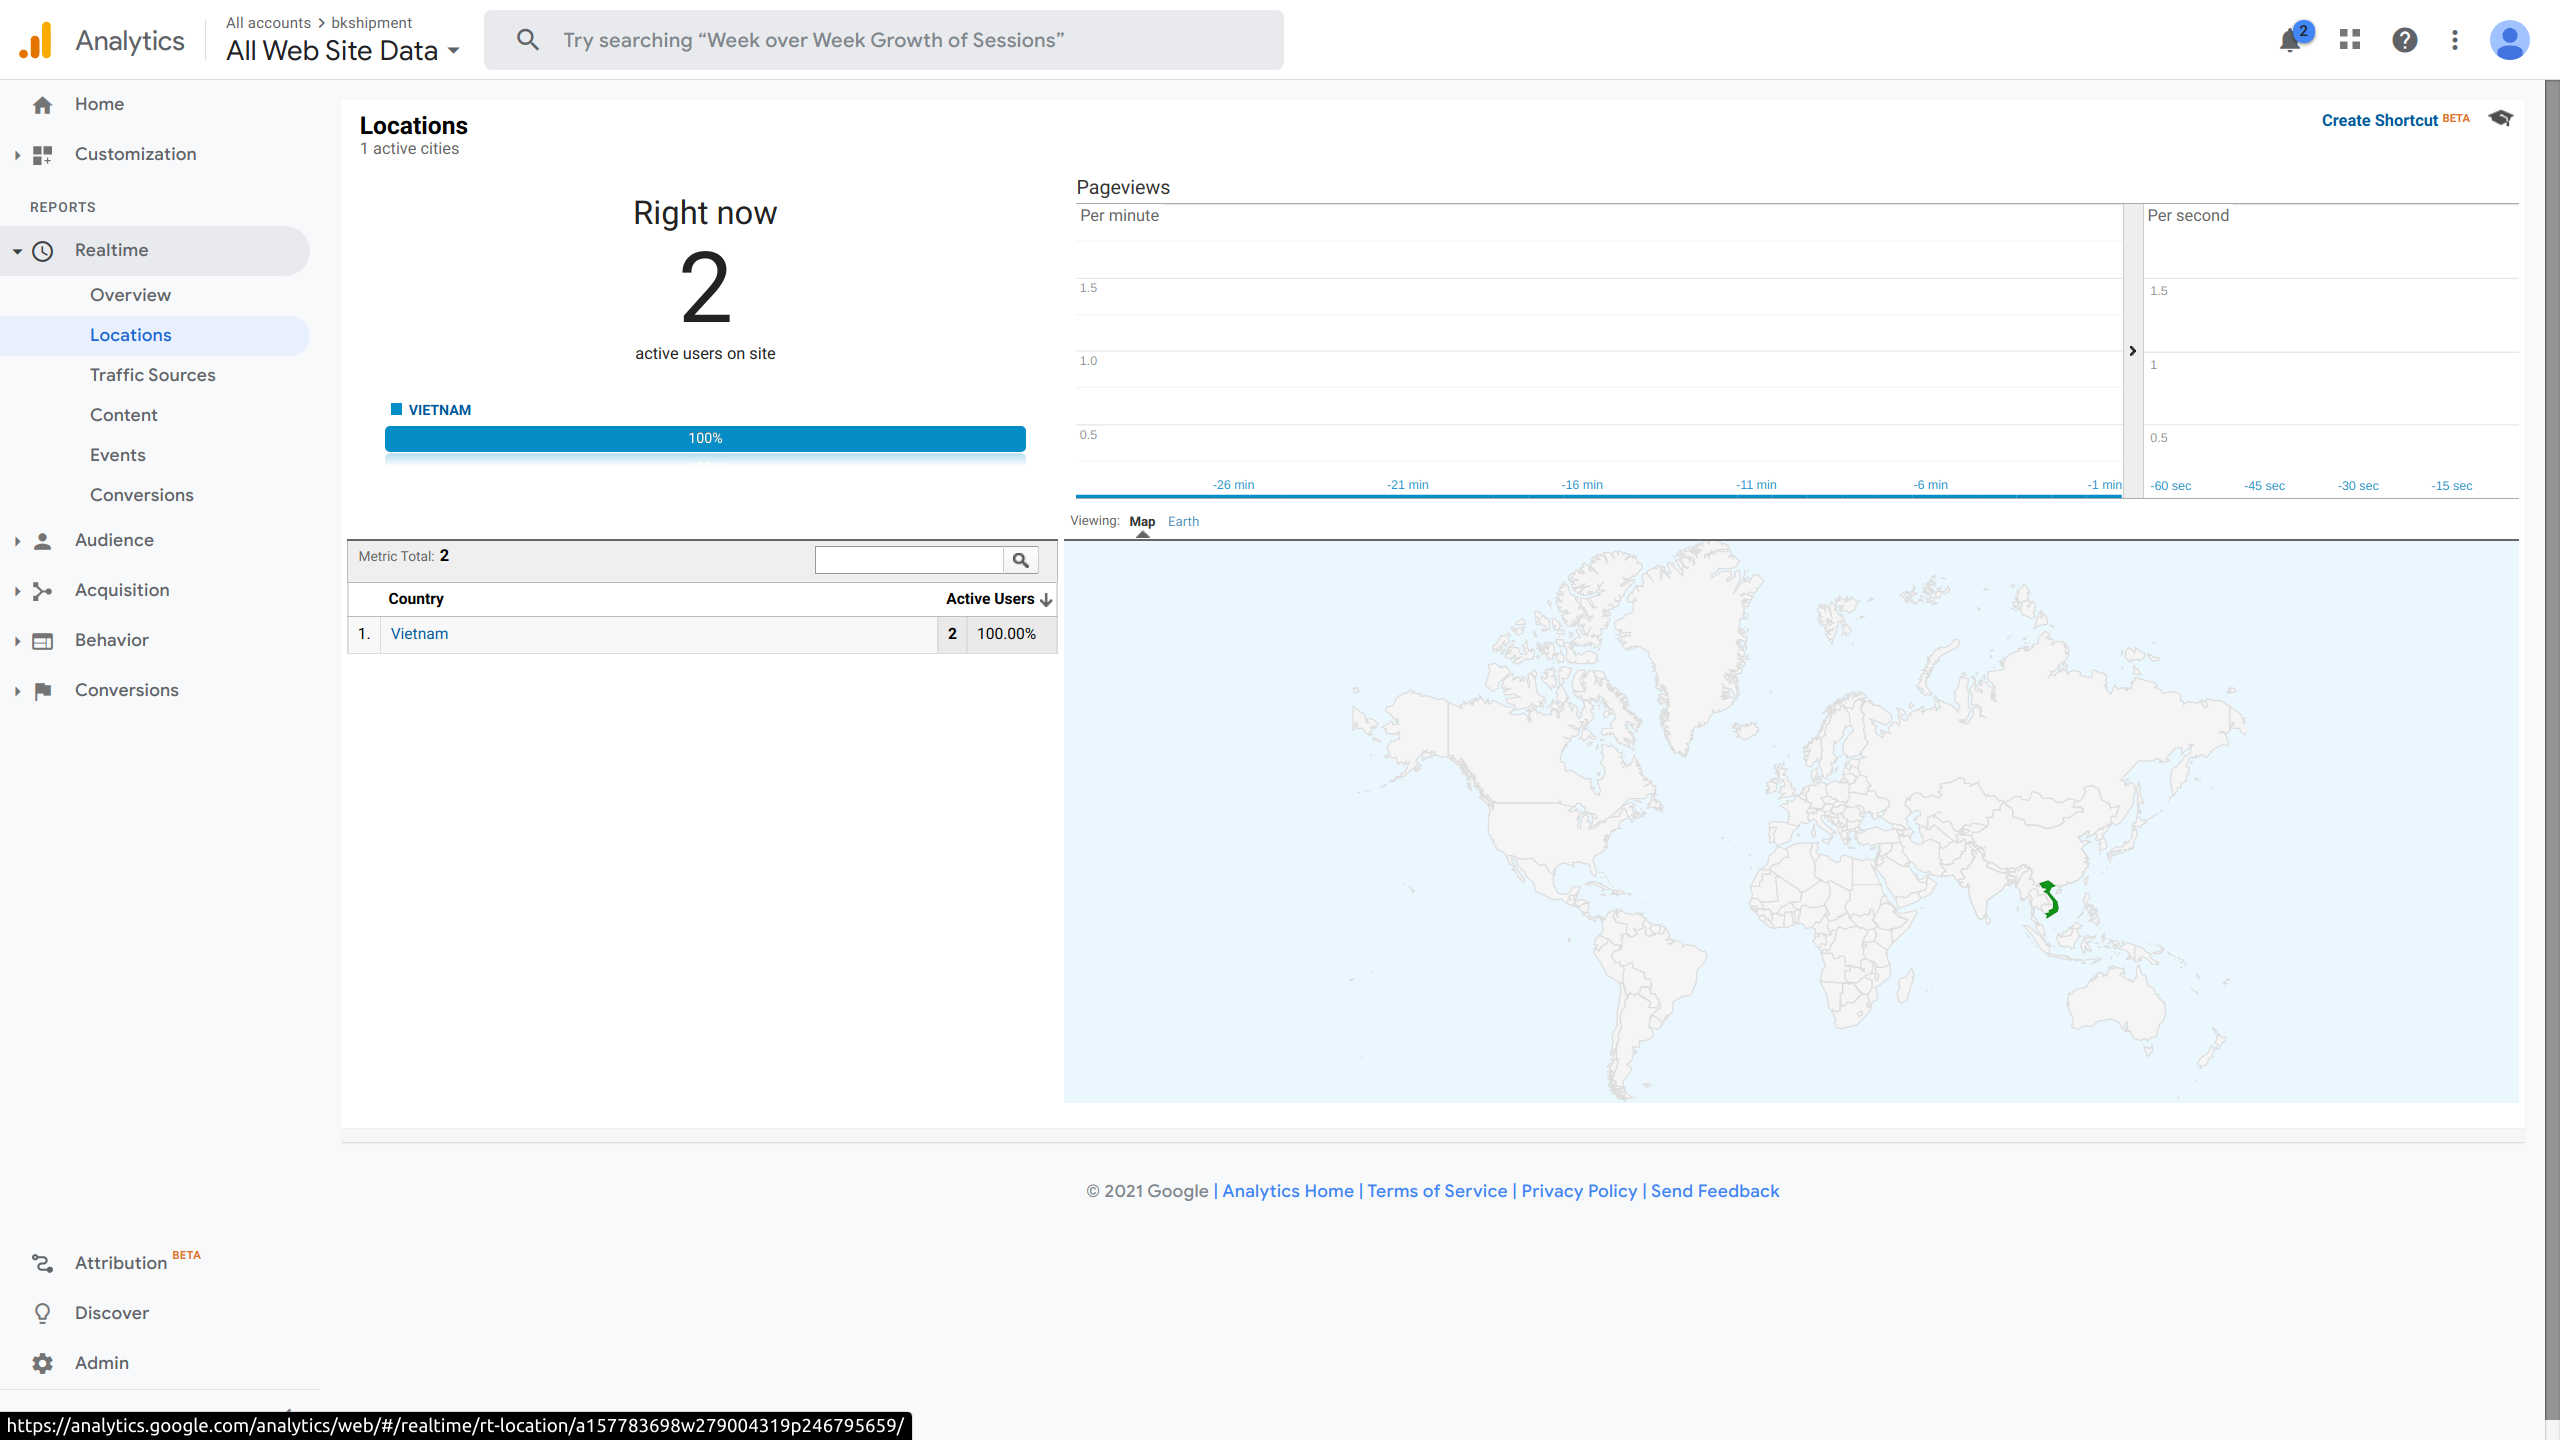 Analytics
All accounts > bkshipment
All Web Site Data
Try searching “Week over Week Growth of Sessions”
2
Home
Customization
REPORTS
Realtime
Overview
Locations
Traffic Sources
Content
Events
Conversions
Audience
Acquisition
Behavior
Conversions
Attribution BETA
Discover
Admin
Locations
1 active cities
Create Shortcut BETA
Right now
2
active users on site
VIETNAM
100%
Pageviews
Per minute
1.5
1.0
0.5
-26 min -21 min -16 min -11 min -6 min -1 min
Per second
1.5
1
0.5
-60 sec -45 sec -30 sec -15 sec
Viewing: Map Earth
Metric Total: 2
Country Active Users
1. Vietnam 2 100.00%
© 2021 Google | Analytics Home | Terms of Service | Privacy Policy | Send Feedback
https://analytics.google.com/analytics/web/#/realtime/rt-location/a157783698w279004319p246795659/